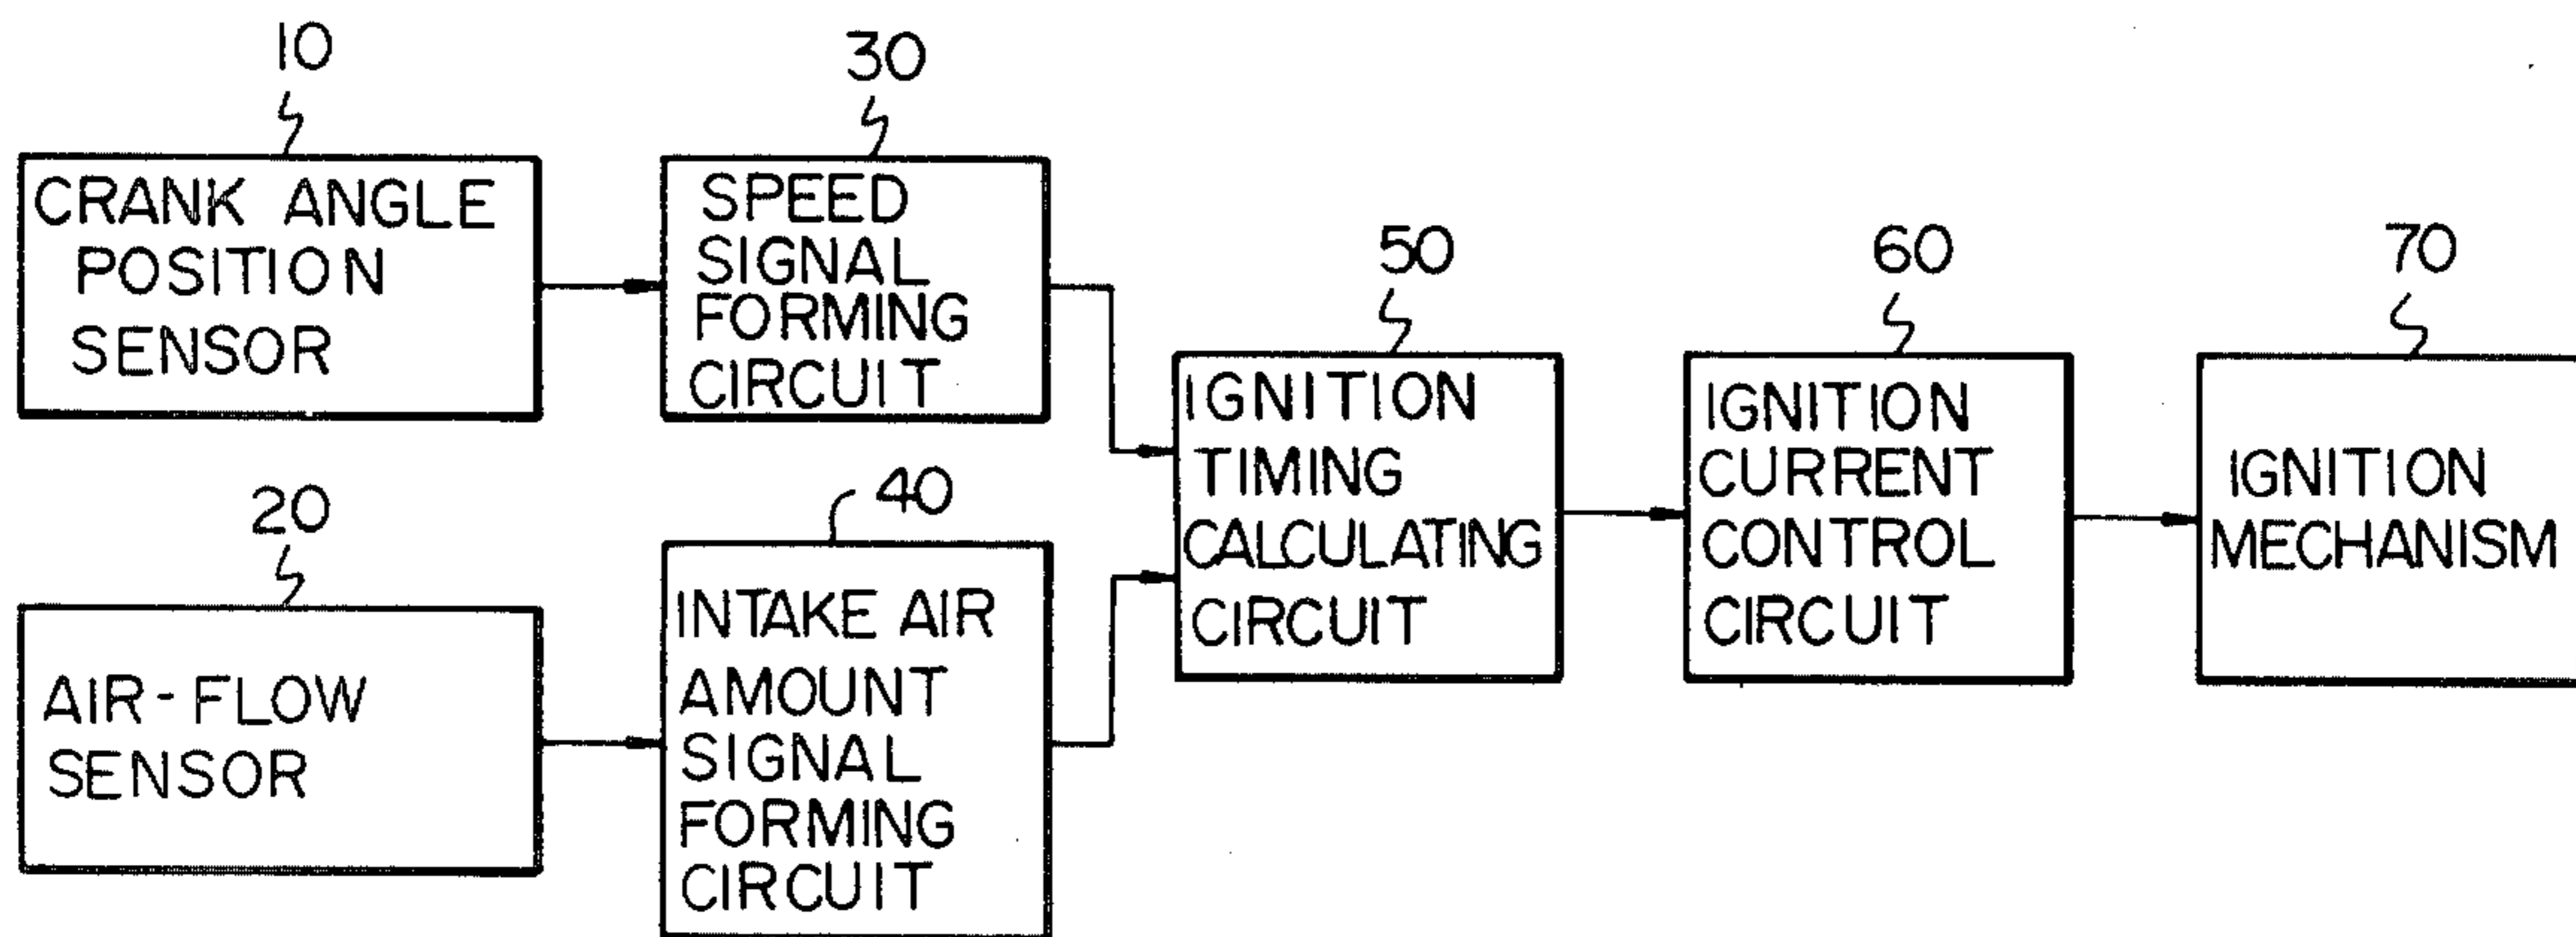 10
CRANK ANGLE
POSITION
SENSOR
30
SPEED
SIGNAL
FORMING
CIRCUIT
20
AIR-FLOW
SENSOR
40
INTAKE AIR
AMOUNT
SIGNAL
FORMING
CIRCUIT
50
IGNITION
TIMING
CALCULATING
CIRCUIT
60
IGNITION
CURRENT
CONTROL
CIRCUIT
70
IGNITION
MECHANISM